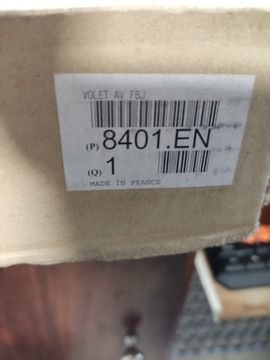 VOLET AV FBJ
(P) 8401.EN
(Q) 1
MADE IN FRANCE